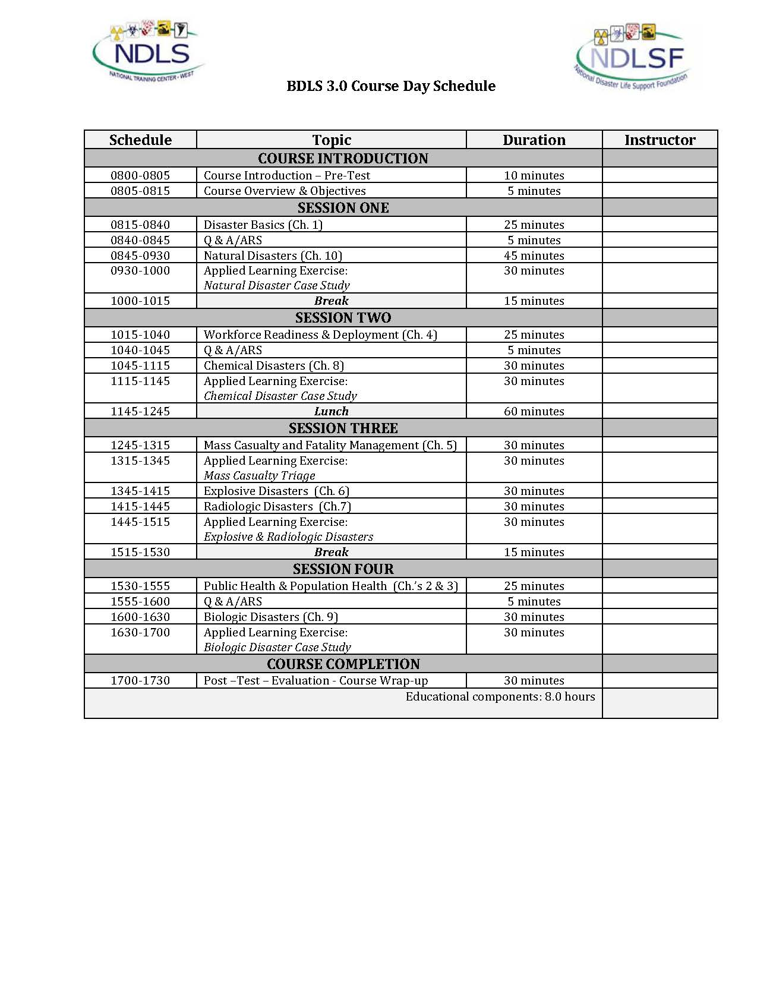 NDLS
NATIONAL TRAINING CENTER - WEST
NDLSF
National Disaster Life Support Foundation
BDLS 3.0 Course Day Schedule
Schedule Topic Duration Instructor
COURSE INTRODUCTION
0800-0805 Course Introduction – Pre-Test 10 minutes
0805-0815 Course Overview & Objectives 5 minutes
SESSION ONE
0815-0840 Disaster Basics (Ch. 1) 25 minutes
0840-0845 Q & A/ARS 5 minutes
0845-0930 Natural Disasters (Ch. 10) 45 minutes
0930-1000 Applied Learning Exercise: 30 minutes
Natural Disaster Case Study
1000-1015 Break 15 minutes
SESSION TWO
1015-1040 Workforce Readiness & Deployment (Ch. 4) 25 minutes
1040-1045 Q & A/ARS 5 minutes
1045-1115 Chemical Disasters (Ch. 8) 30 minutes
1115-1145 Applied Learning Exercise: 30 minutes
Chemical Disaster Case Study
1145-1245 Lunch 60 minutes
SESSION THREE
1245-1315 Mass Casualty and Fatality Management (Ch. 5) 30 minutes
1315-1345 Applied Learning Exercise: 30 minutes
Mass Casualty Triage
1345-1415 Explosive Disasters (Ch. 6) 30 minutes
1415-1445 Radiologic Disasters (Ch.7) 30 minutes
1445-1515 Applied Learning Exercise: 30 minutes
Explosive & Radiologic Disasters
1515-1530 Break 15 minutes
SESSION FOUR
1530-1555 Public Health & Population Health (Ch.’s 2 & 3) 25 minutes
1555-1600 Q & A/ARS 5 minutes
1600-1630 Biologic Disasters (Ch. 9) 30 minutes
1630-1700 Applied Learning Exercise: 30 minutes
Biologic Disaster Case Study
COURSE COMPLETION
1700-1730 Post –Test – Evaluation - Course Wrap-up 30 minutes
Educational components: 8.0 hours